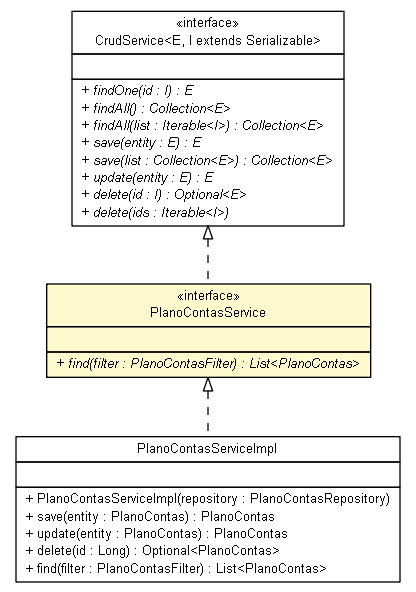 «interface»
CrudService<E, I extends Serializable>
+ findOne(id : I) : E
+ findAll() : Collection<E>
+ findAll(list : Iterable<I>) : Collection<E>
+ save(entity : E) : E
+ save(list : Collection<E>) : Collection<E>
+ update(entity : E) : E
+ delete(id : I) : Optional<E>
+ delete(ids : Iterable<I>)
«interface»
PlanoContasService
+ find(filter : PlanoContasFilter) : List<PlanoContas>
PlanoContasServiceImpl
+ PlanoContasServiceImpl(repository : PlanoContasRepository)
+ save(entity : PlanoContas) : PlanoContas
+ update(entity : PlanoContas) : PlanoContas
+ delete(id : Long) : Optional<PlanoContas>
+ find(filter : PlanoContasFilter) : List<PlanoContas>